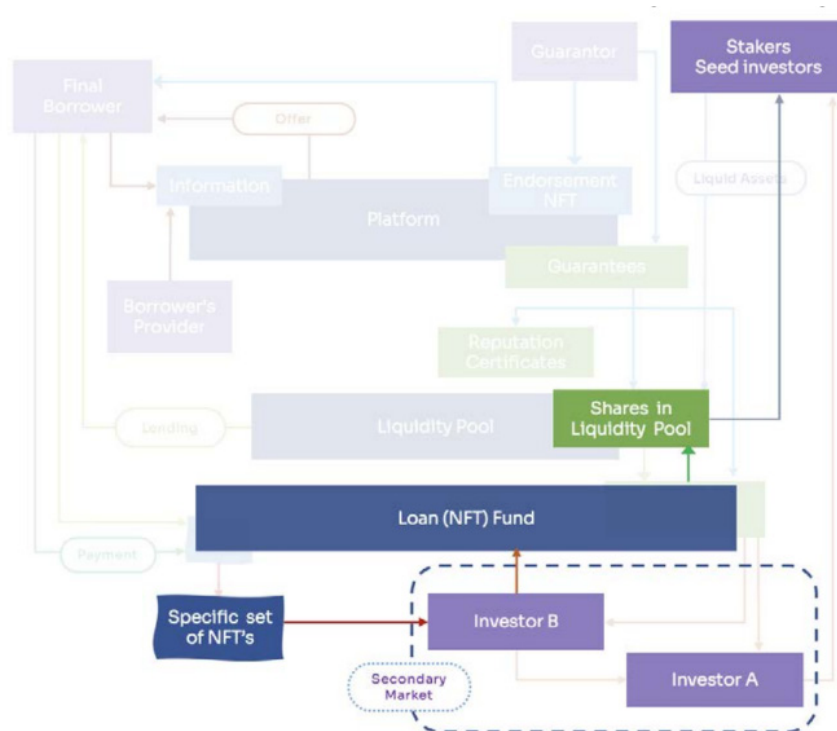 Stakers
Seed investors
Guarantor
Final
Borrower
Offer
Information
Endorsement
NFT
Liquid Assets
Platform
Guarantees
Borrower's
Provider
Reputation
Certificates
Shares in
Liquidity Pool
Lending
Liquidity Pool
Loan (NFT) Fund
Payment
Specific set
of NFT's
Investor B
Secondary
Market
Investor A